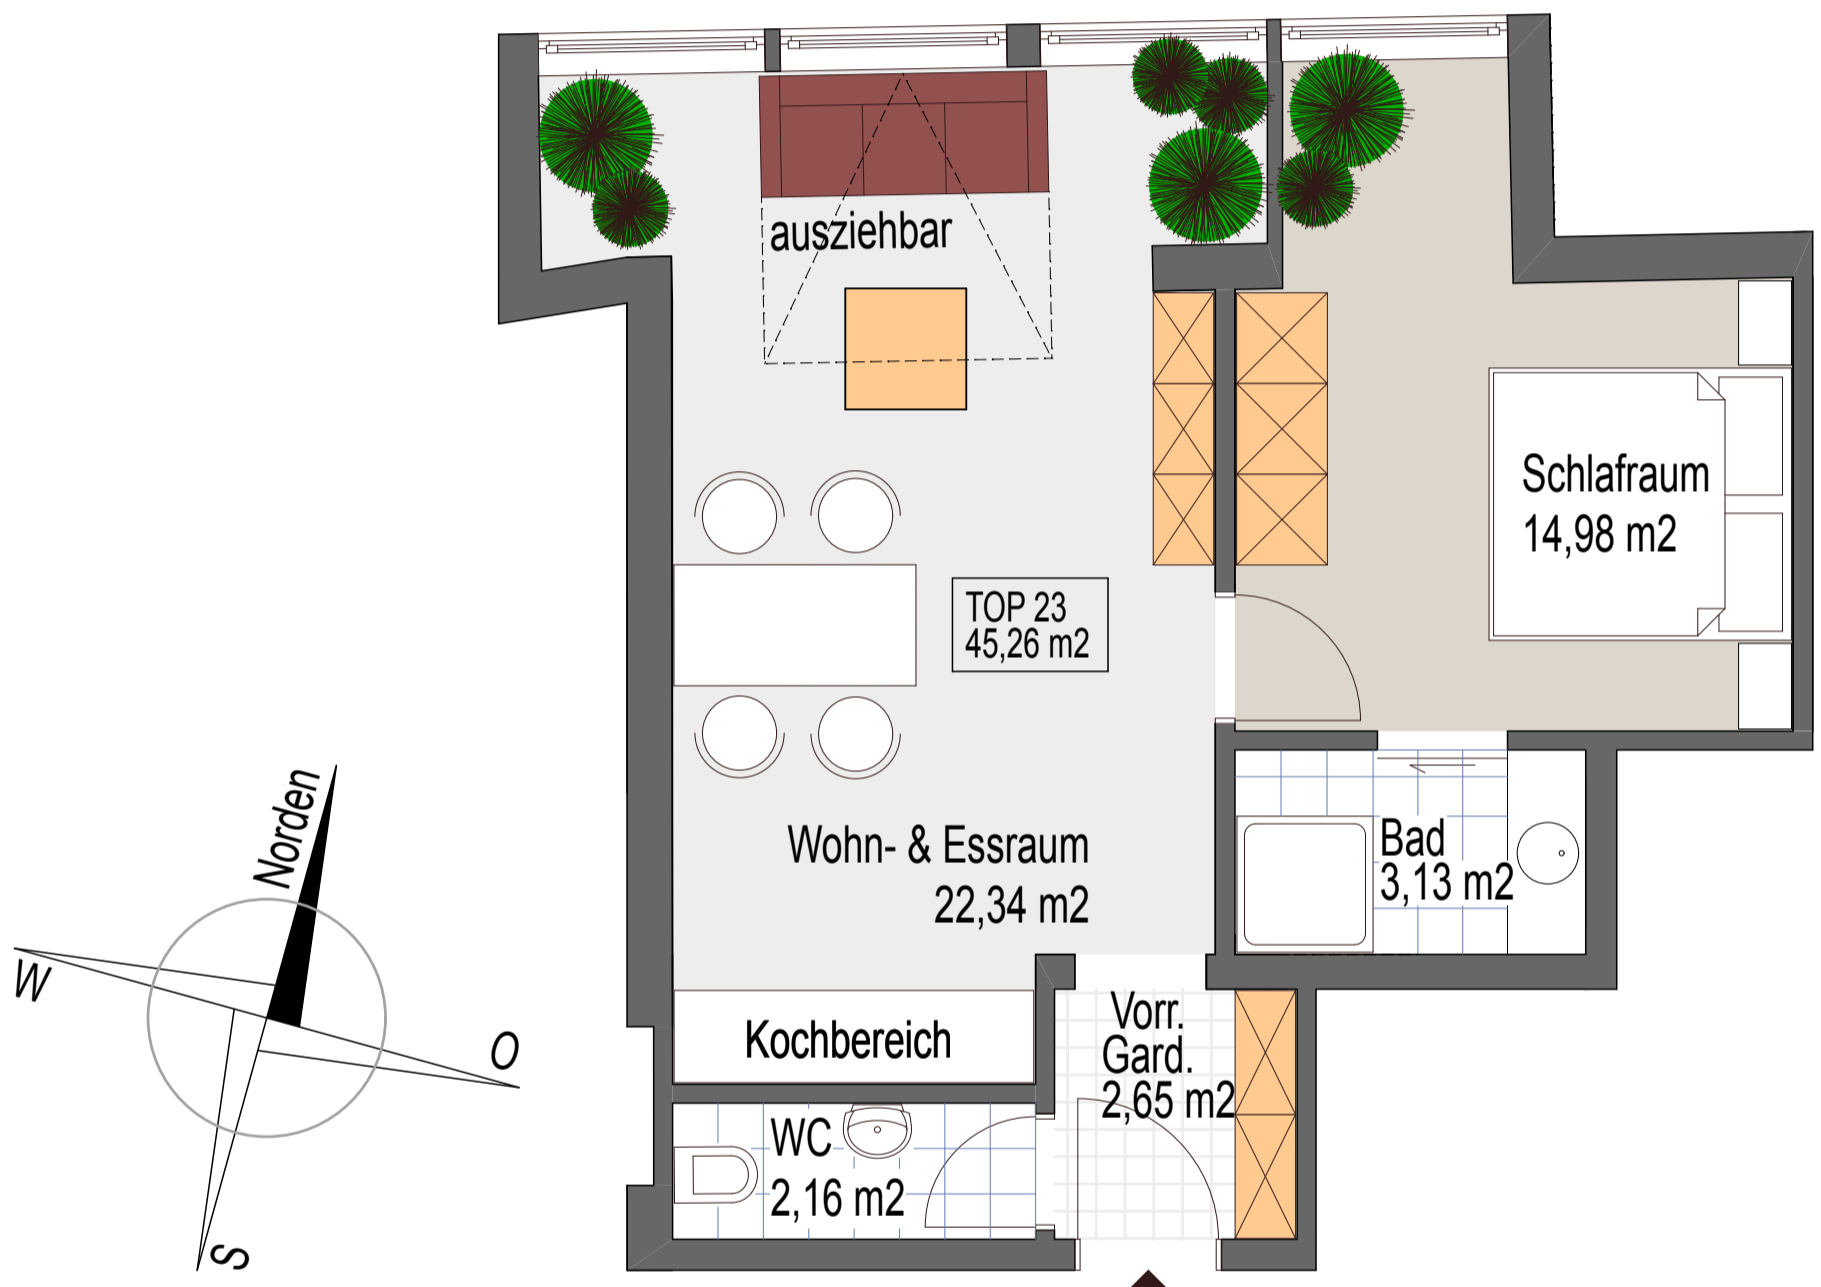 ausziehbar
Schlafraum
14,98 m2
TOP 23
45,26 m2
Norden
W
O
S
Wohn- & Essraum
22,34 m2
Bad
3,13 m2
Kochbereich
Vorr.
Gard.
2,65 m2
WC
2,16 m2